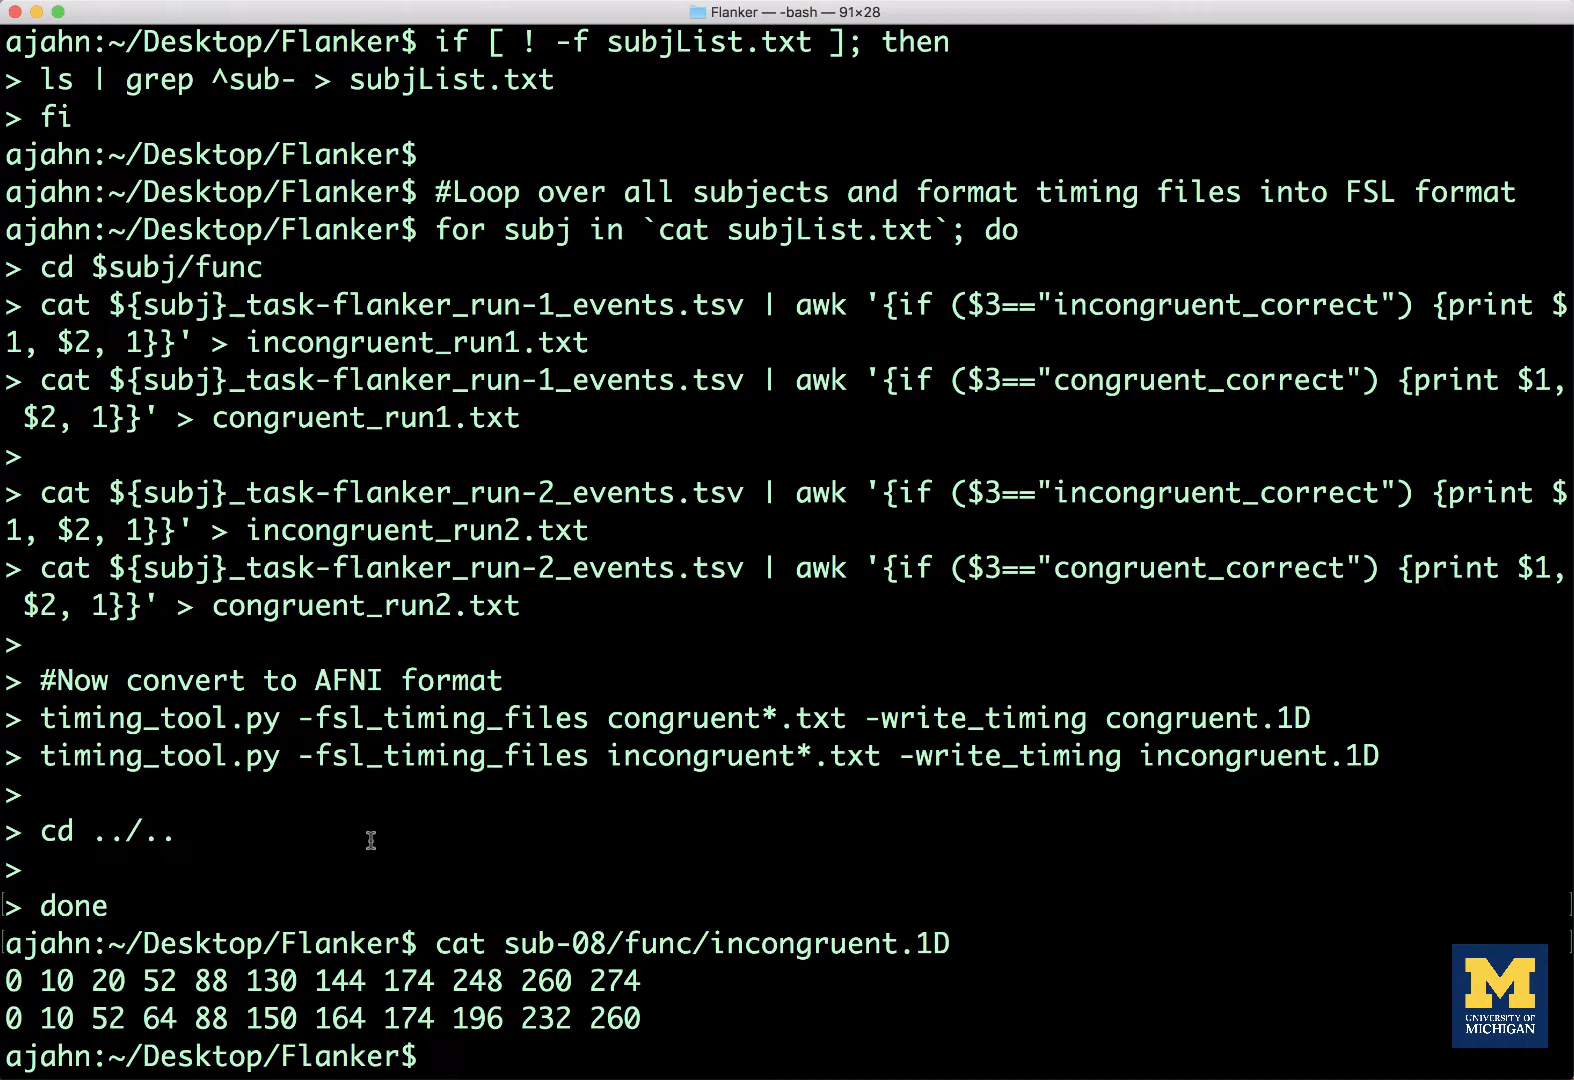 Flanker — -bash — 91×28
ajahn:~/Desktop/Flanker$ if [ ! -f subjList.txt ]; then
> ls | grep ^sub- > subjList.txt
> fi
ajahn:~/Desktop/Flanker$
ajahn:~/Desktop/Flanker$ #Loop over all subjects and format timing files into FSL format
ajahn:~/Desktop/Flanker$ for subj in `cat subjList.txt`; do
> cd $subj/func
> cat ${subj}_task-flanker_run-1_events.tsv | awk '{if ($3=="incongruent_correct") {print $
1, $2, 1}}' > incongruent_run1.txt
> cat ${subj}_task-flanker_run-1_events.tsv | awk '{if ($3=="congruent_correct") {print $1,
 $2, 1}}' > congruent_run1.txt
>
> cat ${subj}_task-flanker_run-2_events.tsv | awk '{if ($3=="incongruent_correct") {print $
1, $2, 1}}' > incongruent_run2.txt
> cat ${subj}_task-flanker_run-2_events.tsv | awk '{if ($3=="congruent_correct") {print $1,
 $2, 1}}' > congruent_run2.txt
>
> #Now convert to AFNI format
> timing_tool.py -fsl_timing_files congruent*.txt -write_timing congruent.1D
> timing_tool.py -fsl_timing_files incongruent*.txt -write_timing incongruent.1D
>
> cd ../..
>
> done
ajahn:~/Desktop/Flanker$ cat sub-08/func/incongruent.1D
0 10 20 52 88 130 144 174 248 260 274
0 10 52 64 88 150 164 174 196 232 260
ajahn:~/Desktop/Flanker$
M
UNIVERSITY OF
MICHIGAN